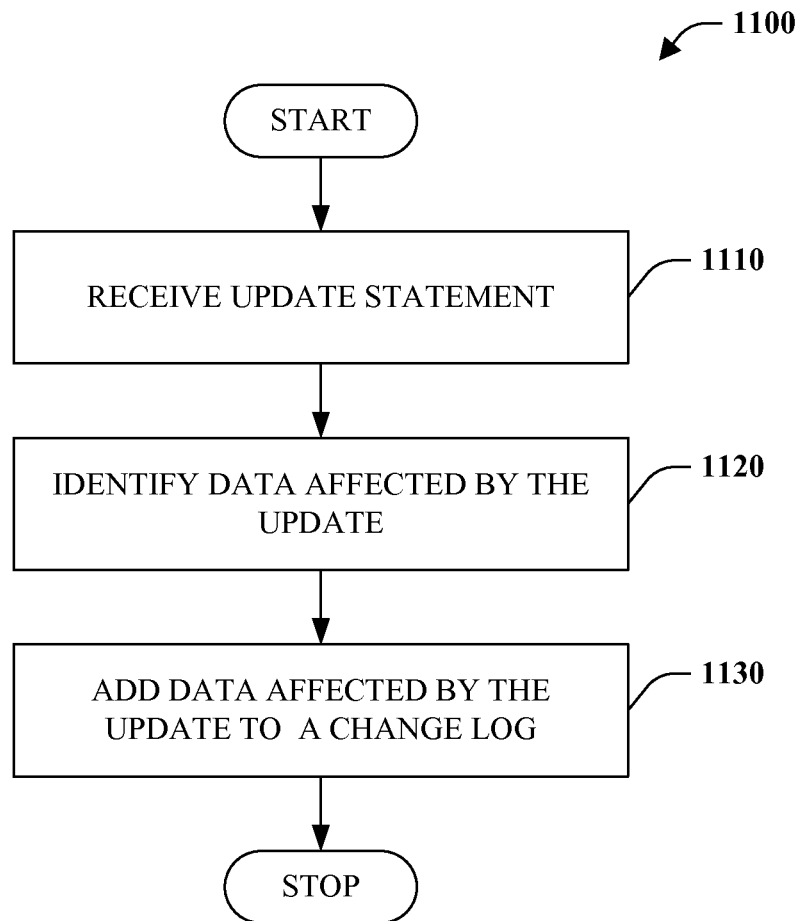 1100
START
RECEIVE UPDATE STATEMENT
1110
IDENTIFY DATA AFFECTED BY THE
UPDATE
1120
ADD DATA AFFECTED BY THE
UPDATE TO A CHANGE LOG
1130
STOP